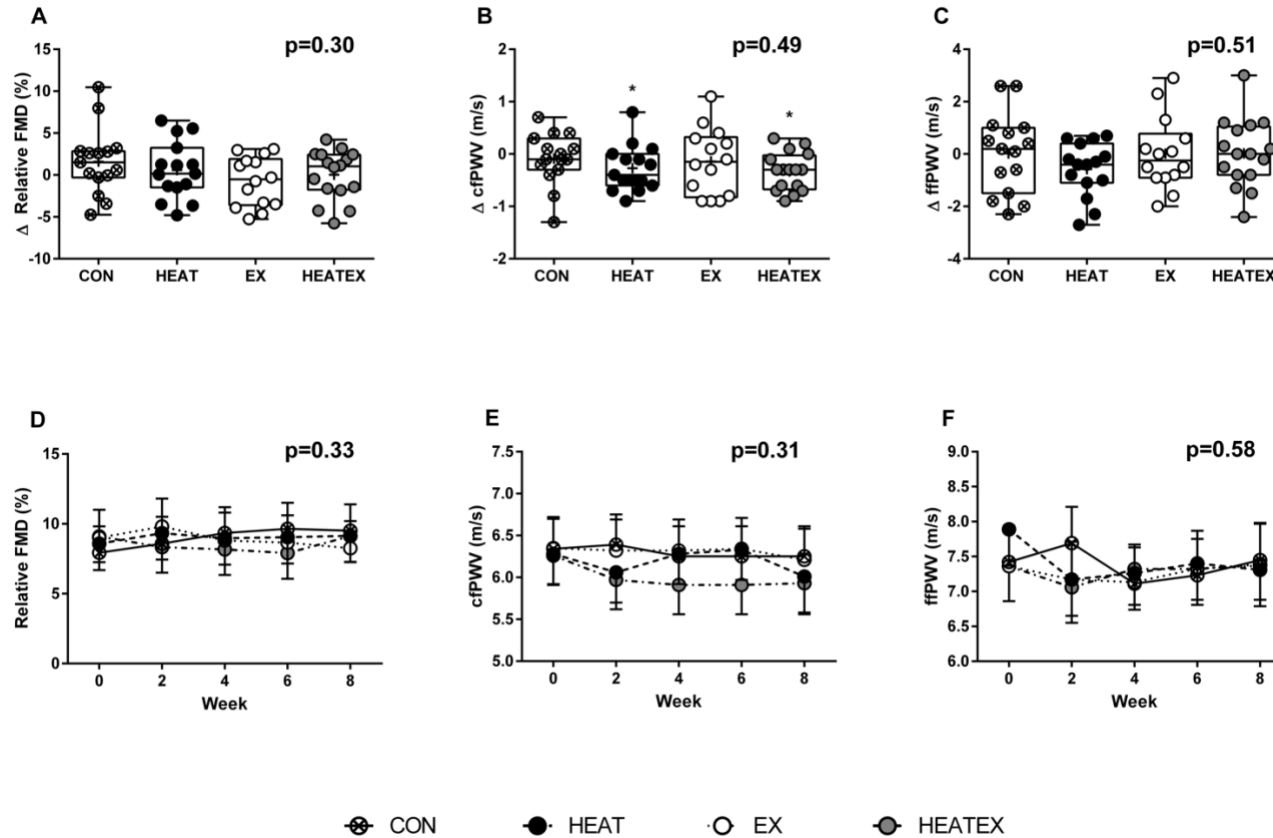 A
p=0.30
Δ Relative FMD (%)
15
10
5
0
-5
-10
CON HEAT EX HEATEX
B
p=0.49
Δ cfPWV (m/s)
2
1
0
-1
-2
*
*
CON HEAT EX HEATEX
C
p=0.51
Δ ffPWV (m/s)
4
2
0
-2
-4
CON HEAT EX HEATEX
D
p=0.33
Relative FMD (%)
15
10
5
0
0 2 4 6 8
Week
E
p=0.31
cfPWV (m/s)
7.5
7.0
6.5
6.0
5.5
5.0
0 2 4 6 8
Week
F
p=0.58
ffPWV (m/s)
9.0
8.5
8.0
7.5
7.0
6.5
6.0
0 2 4 6 8
Week
CON HEAT EX HEATEX